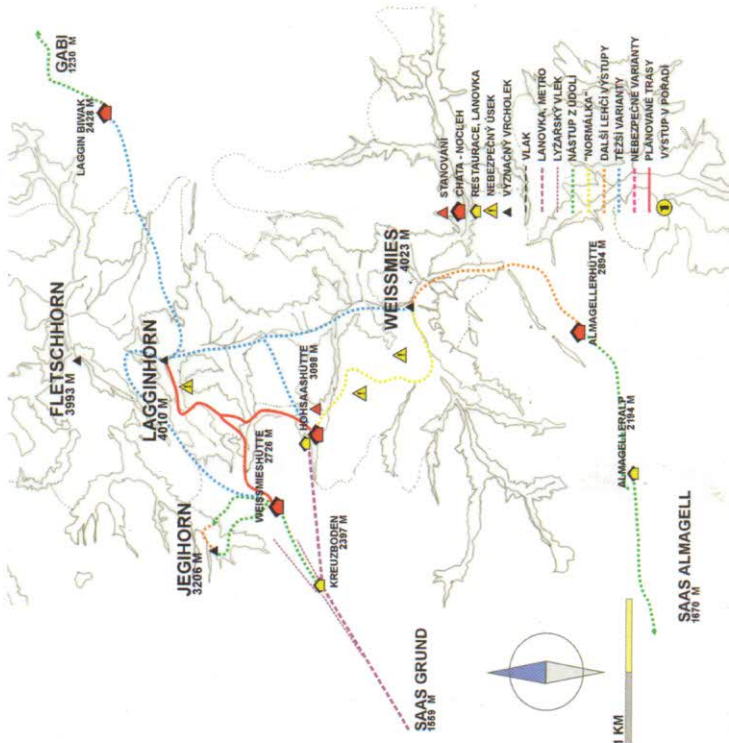 GABI
1230 M
LAGGIN BIWAK
2428 M
FLETSCHHORN
3993 M
LAGGINHORN
4010 M
WEISSMIES
4023 M
JEGIHORN
3206 M
WEISSMIESHÜTTE
2726 M
HOHSAASHÜTTE
3098 M
KREUZBODEN
2397 M
SAAS GRUND
1559 M
ALMAGELLERHÜTTE
2894 M
ALMAGELLERALP
2194 M
SAAS ALMAGELL
1670 M
1 KM
STANOVÁNÍ
CHATA - NOCLEH
RESTAURACE, LANOVKA
NEBEZPEČNÝ ÚSEK
VÝZNAČNÝ VRCHOLEK
VLAK
LANOVKA, METRO
LYŽAŘSKÝ VLEK
NÁSTUP Z ÚDOLÍ
"NORMÁLKA"
DALŠÍ LEHČÍ VÝSTUPY
TĚŽŠÍ VARIANTY
NEBEZPEČNÉ VARIANTY
PLÁNOVANÉ TRASY
1 VÝSTUP V POŘADÍ